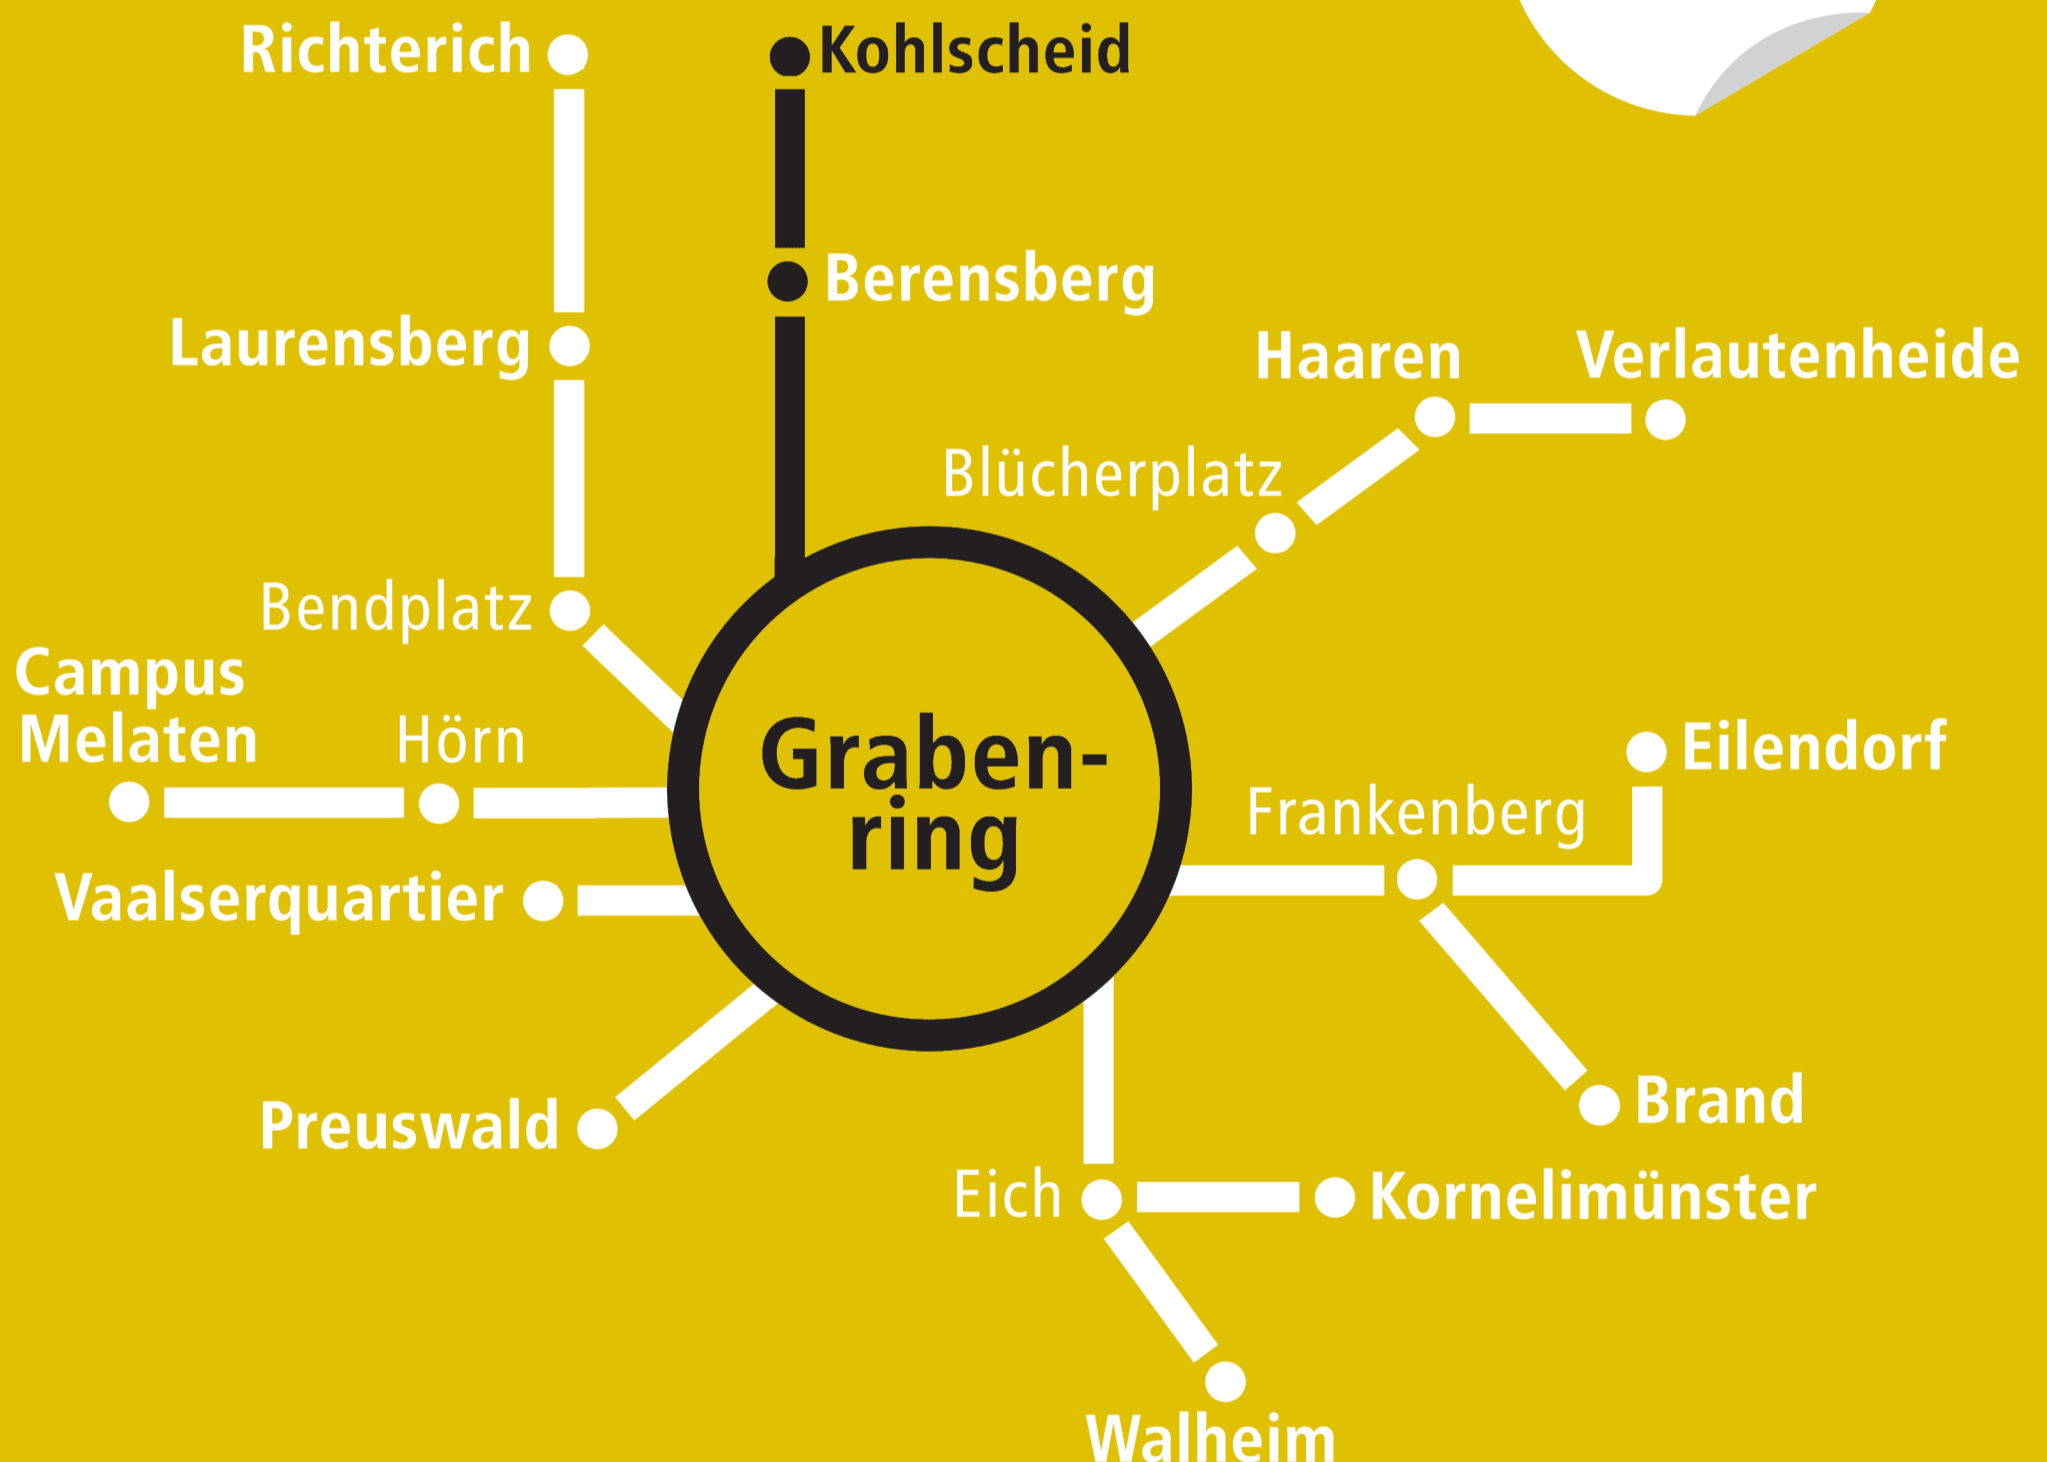 Richterich
Kohlscheid
Berensberg
Laurensberg
Haaren
Verlautenheide
Blücherplatz
Bendplatz
Campus
Melaten
Hörn
Graben-
ring
Eilendorf
Frankenberg
Vaalserquartier
Preuswald
Brand
Eich
Kornelimünster
Walheim